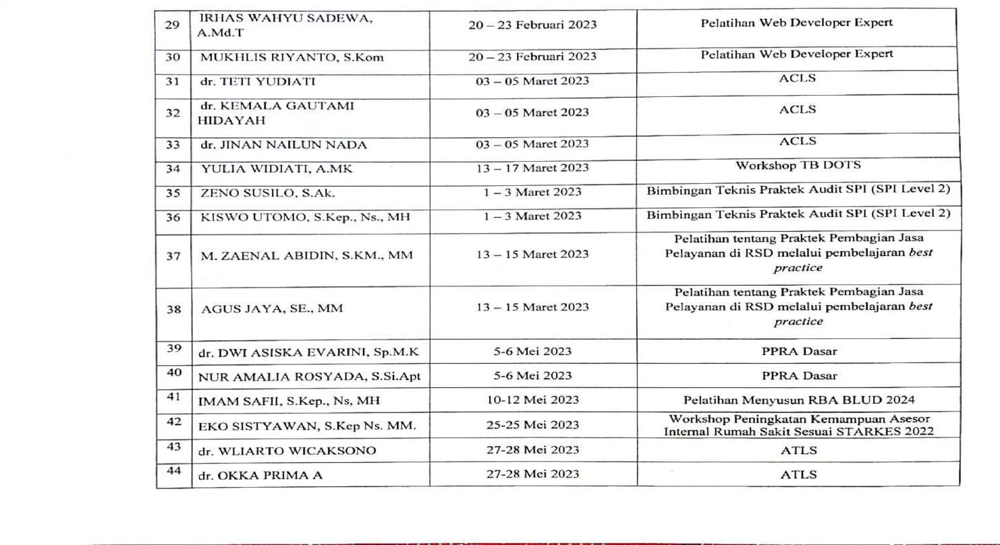 29 IRHAS WAHYU SADEWA, 20 – 23 Februari 2023 Pelatihan Web Developer Expert
A.Md.T
30 MUKHLIS RIYANTO, S.Kom 20 – 23 Februari 2023 Pelatihan Web Developer Expert
31 dr. TETI YUDIATI 03 – 05 Maret 2023 ACLS
32 dr. KEMALA GAUTAMI 03 – 05 Maret 2023 ACLS
HIDAYAH
33 dr. JINAN NAILUN NADA 03 – 05 Maret 2023 ACLS
34 YULIA WIDIATI, A.MK 13 – 17 Maret 2023 Workshop TB DOTS
35 ZENO SUSILO, S.Ak. 1 – 3 Maret 2023 Bimbingan Teknis Praktek Audit SPI (SPI Level 2)
36 KISWO UTOMO, S.Kep., Ns., MH 1 – 3 Maret 2023 Bimbingan Teknis Praktek Audit SPI (SPI Level 2)
37 M. ZAENAL ABIDIN, S.KM., MM 13 – 15 Maret 2023 Pelatihan tentang Praktek Pembagian Jasa
Pelayanan di RSD melalui pembelajaran best
practice
38 AGUS JAYA, SE., MM 13 – 15 Maret 2023 Pelatihan tentang Praktek Pembagian Jasa
Pelayanan di RSD melalui pembelajaran best
practice
39 dr. DWI ASISKA EVARINI, Sp.M.K 5-6 Mei 2023 PPRA Dasar
40 NUR AMALIA ROSYADA, S.Si.Apt 5-6 Mei 2023 PPRA Dasar
41 IMAM SAFII, S.Kep., Ns, MH 10-12 Mei 2023 Pelatihan Menyusun RBA BLUD 2024
42 EKO SISTYAWAN, S.Kep Ns. MM. 25-25 Mei 2023 Workshop Peningkatan Kemampuan Asesor
Internal Rumah Sakit Sesuai STARKES 2022
43 dr. WLIARTO WICAKSONO 27-28 Mei 2023 ATLS
44 dr. OKKA PRIMA A 27-28 Mei 2023 ATLS